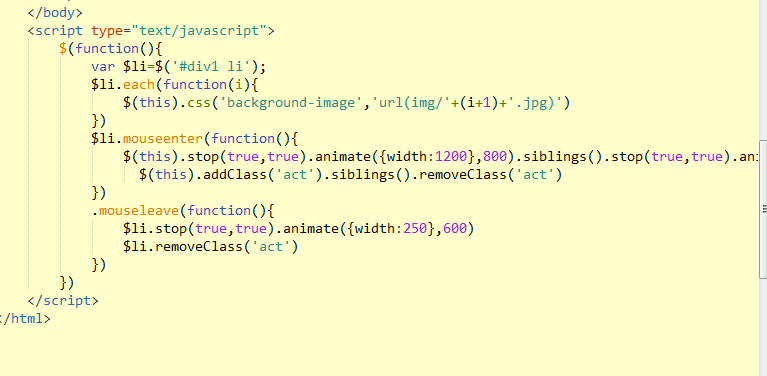 </body>
<script type="text/javascript">
$(function(){
var $li=$('#div1 li');
$li.each(function(i){
$(this).css('background-image','url(img/'+(i+1)+'.jpg)')
})
$li.mouseenter(function(){
$(this).stop(true,true).animate({width:1200},800).siblings().stop(true,true).ani
$(this).addClass('act').siblings().removeClass('act')
})
.mouseleave(function(){
$li.stop(true,true).animate({width:250},600)
$li.removeClass('act')
})
})
</script>
</html>